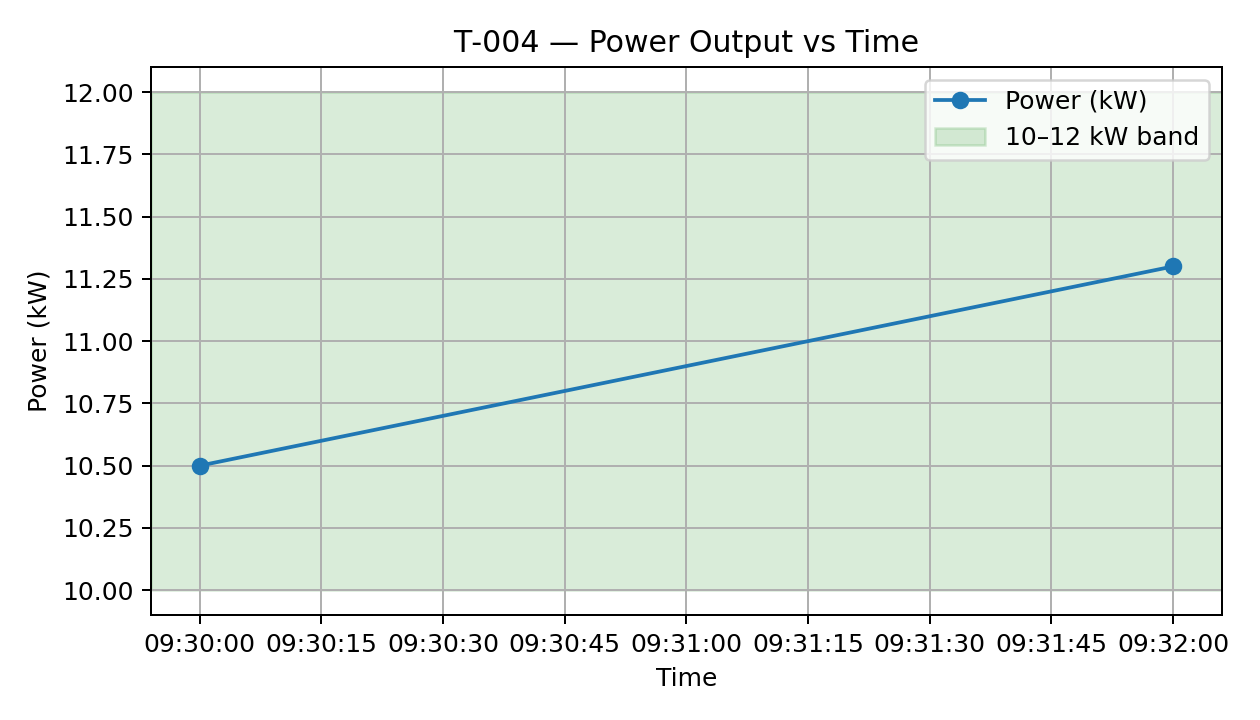 T-004 — Power Output vs Time
Power (kW)
10–12 kW band
12.00
11.75
11.50
11.25
11.00
10.75
10.50
10.25
10.00
Power (kW)
09:30:00 09:30:15 09:30:30 09:30:45 09:31:00 09:31:15 09:31:30 09:31:45 09:32:00
Time